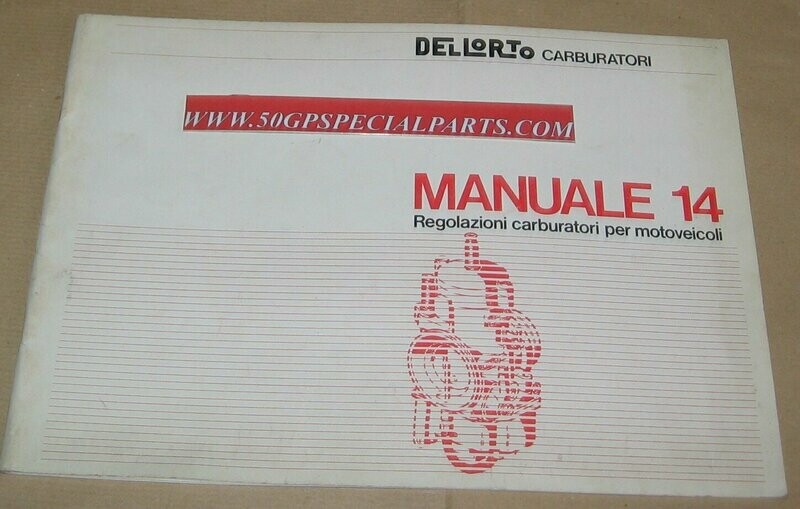 DELLORTO CARBURATORI
WWW.50GPSPECIALPARTS.COM
MANUALE 14
Regolazioni carburatori per motoveicoli